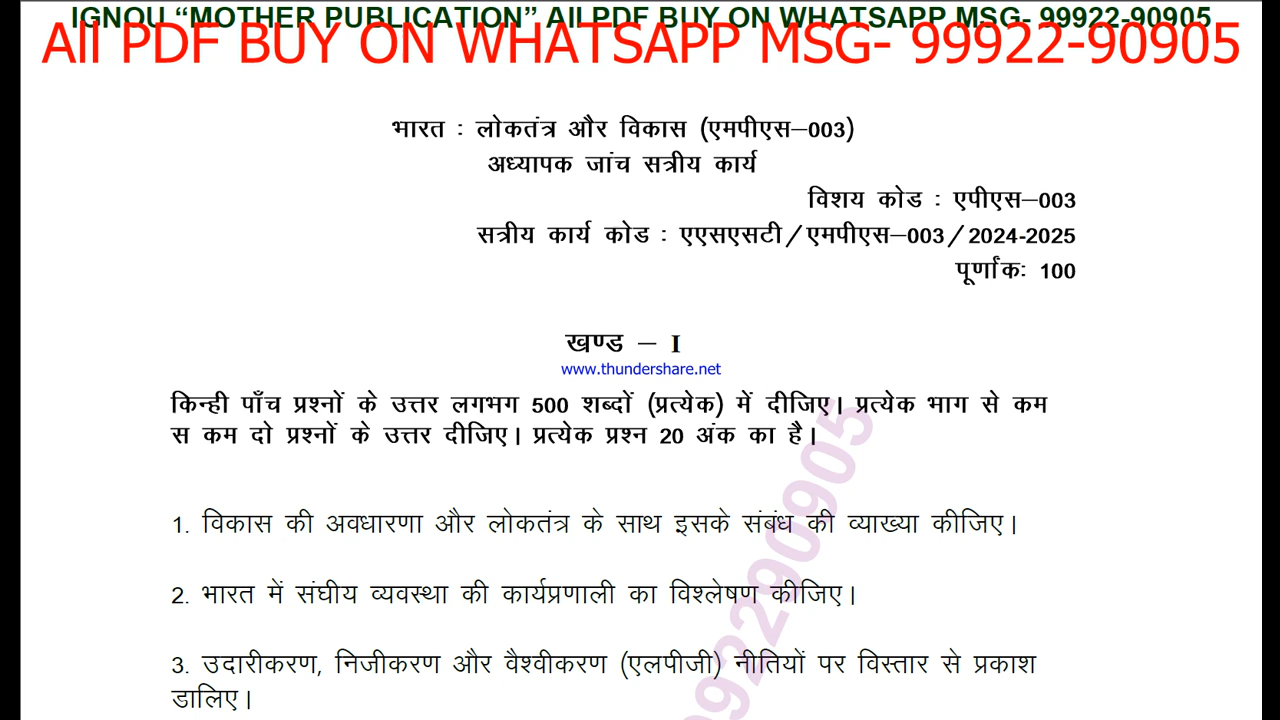 IGNOU “MOTHER PUBLICATION” All PDF BUY ON WHATSAPP MSG- 99922-90905
All PDF BUY ON WHATSAPP MSG- 99922-90905
भारत : लोकतंत्र और विकास (एमपीएस–003)
अध्यापक जांच सत्रीय कार्य
विशय कोड : एपीएस–003
सत्रीय कार्य कोड : एएसएसटी/एमपीएस–003/2024-2025
पूर्णांक: 100
खण्ड – I
www.thundershare.net
किन्ही पाँच प्रश्नों के उत्तर लगभग 500 शब्दों (प्रत्येक) में दीजिए। प्रत्येक भाग से कम
स कम दो प्रश्नों के उत्तर दीजिए। प्रत्येक प्रश्न 20 अंक का है।
1. विकास की अवधारणा और लोकतंत्र के साथ इसके संबंध की व्याख्या कीजिए।
2. भारत में संघीय व्यवस्था की कार्यप्रणाली का विश्लेषण कीजिए।
3. उदारीकरण, निजीकरण और वैश्वीकरण (एलपीजी) नीतियों पर विस्तार से प्रकाश
डालिए।
9992290905